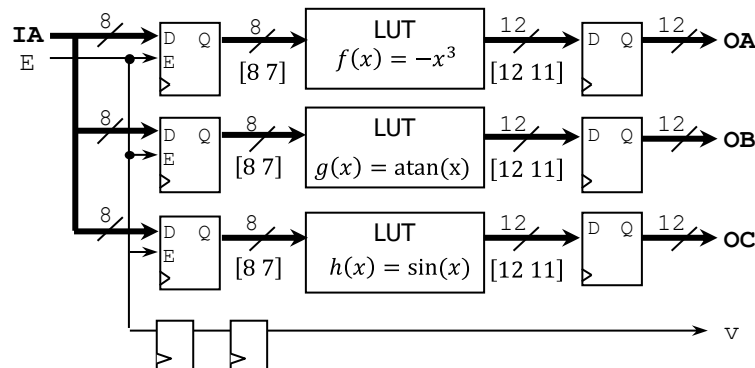 8 8 LUT 12 12
IA D Q f(x) = −x³ D Q OA
E E [8 7] [12 11]
8 8 LUT 12 12
D Q g(x) = atan(x) D Q OB
E [8 7] [12 11]
8 8 LUT 12 12
D Q h(x) = sin(x) D Q OC
E [8 7] [12 11]
v